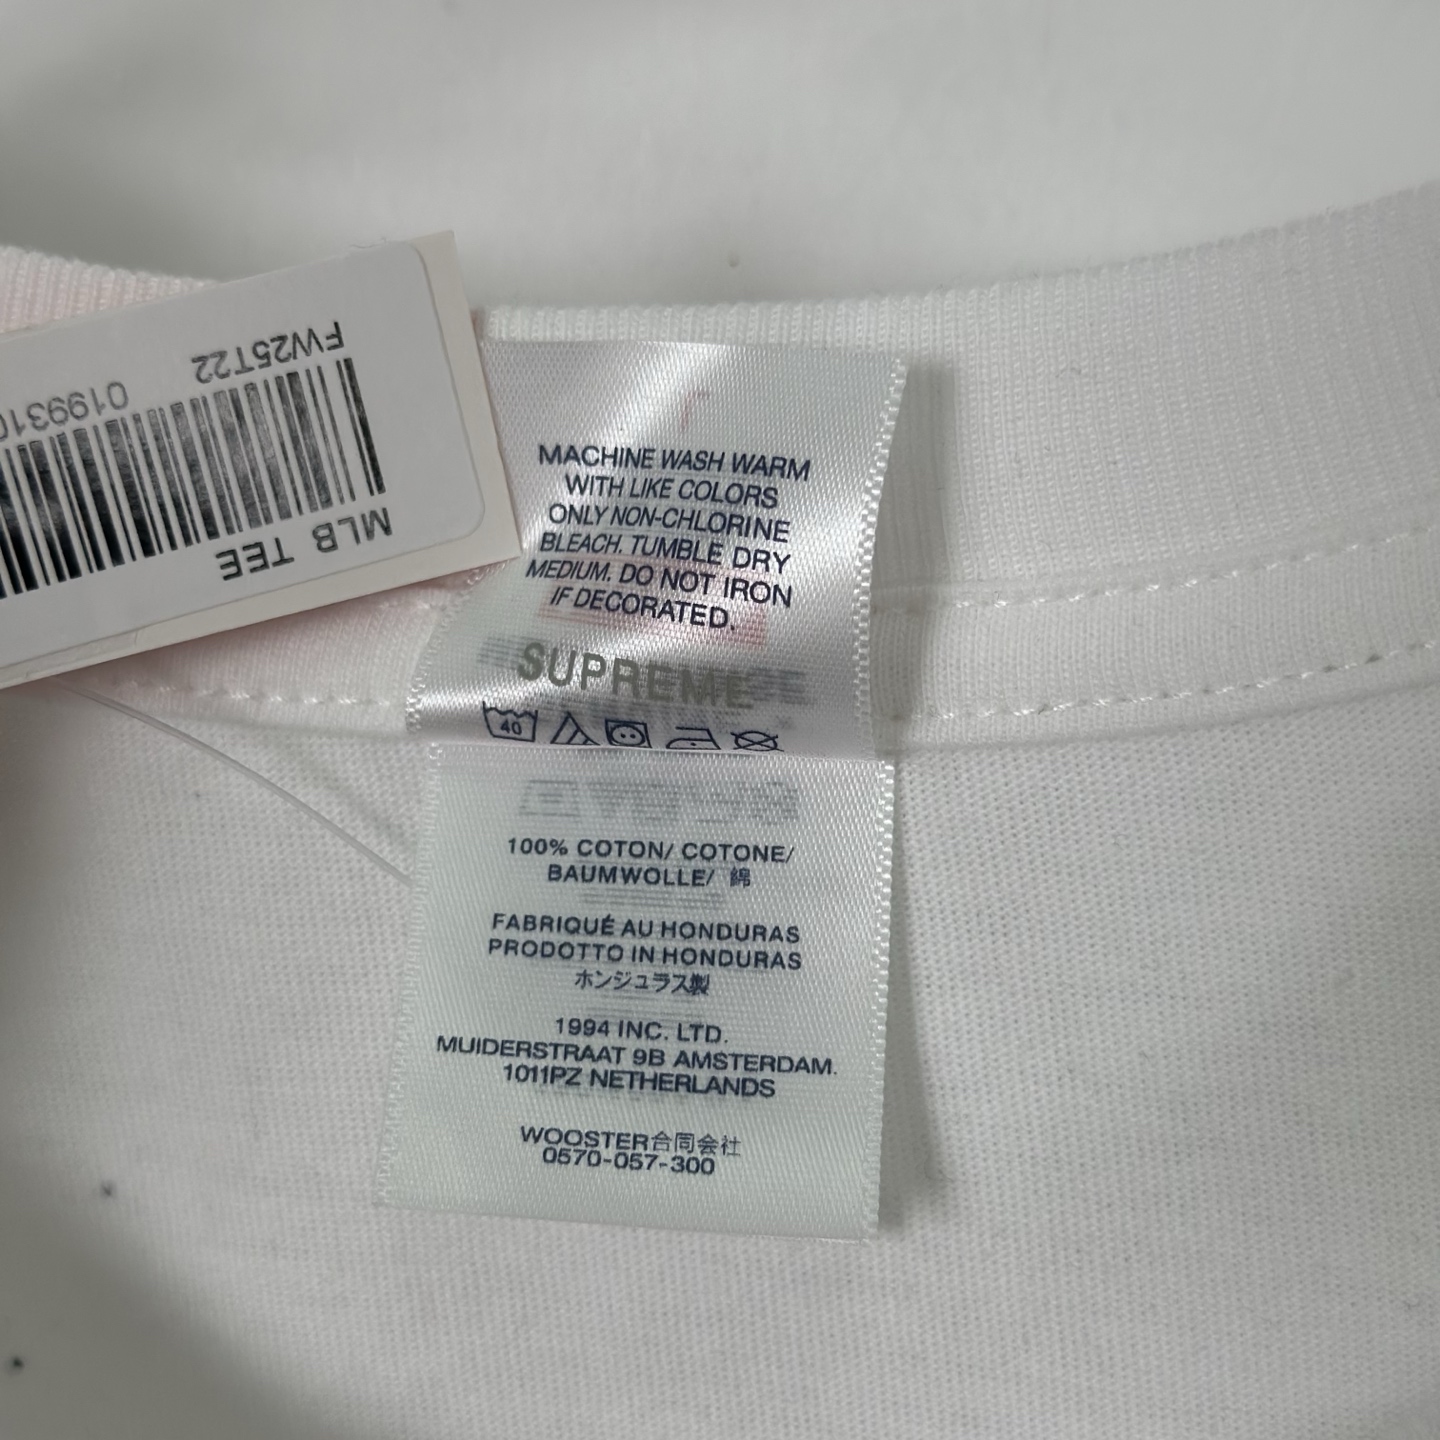 FW25T22
019931
MLB TEE
MACHINE WASH WARM
WITH LIKE COLORS
ONLY NON-CHLORINE
BLEACH. TUMBLE DRY
MEDIUM. DO NOT IRON
IF DECORATED.
SUPREME
40
100% COTON/ COTONE/
BAUMWOLLE/ 綿
FABRIQUÉ AU HONDURAS
PRODOTTO IN HONDURAS
ホンジュラス製
1994 INC. LTD.
MUIDERSTRAAT 9B AMSTERDAM.
1011PZ NETHERLANDS
WOOSTER合同会社
0570-057-300